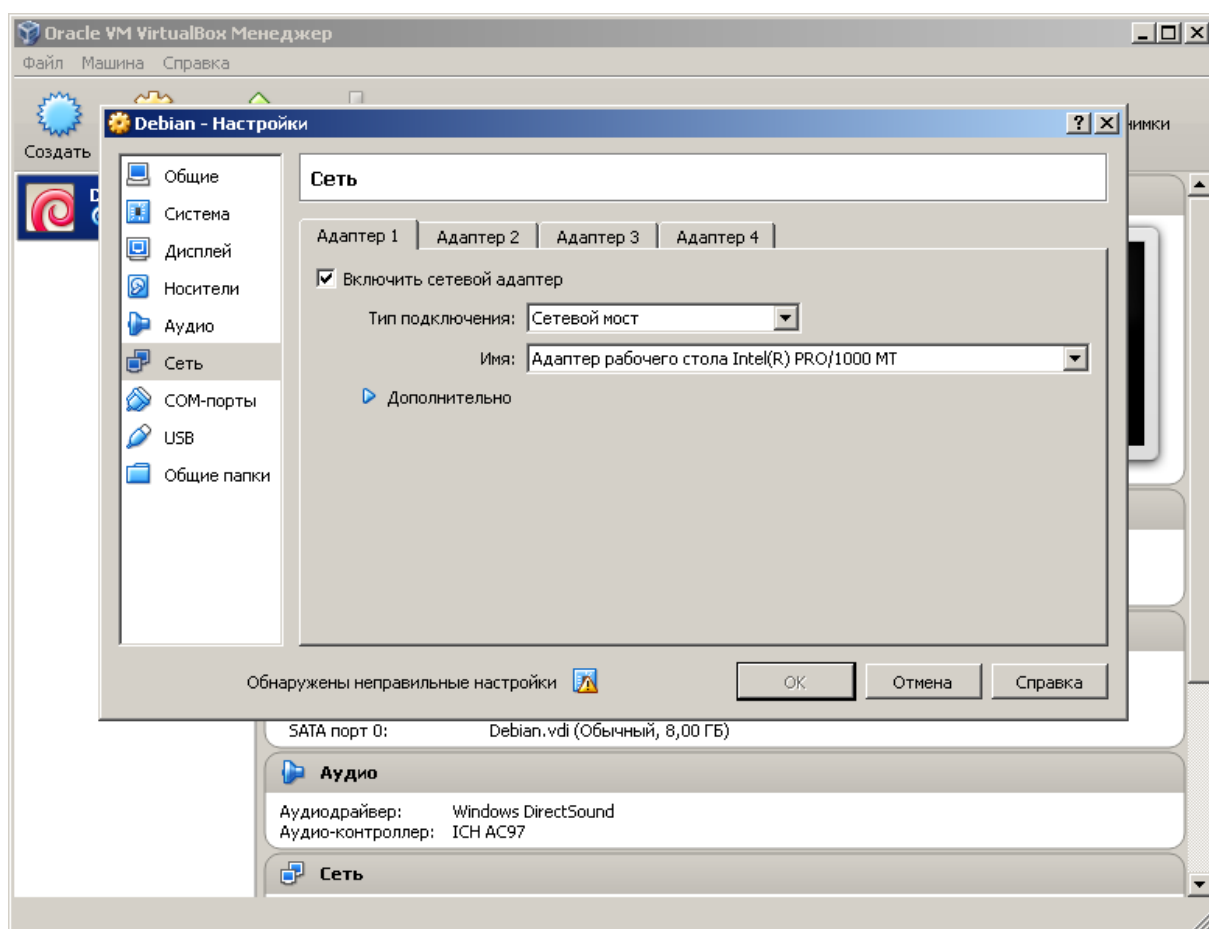 Oracle VM VirtualBox Менеджер
Файл Машина Справка
Debian - Настройки
Создать
нимки
Общие
Система
Дисплей
Носители
Аудио
Сеть
COM-порты
USB
Общие папки
Сеть
Адаптер 1 Адаптер 2 Адаптер 3 Адаптер 4
Включить сетевой адаптер
Тип подключения: Сетевой мост
Имя: Адаптер рабочего стола Intel(R) PRO/1000 MT
Дополнительно
Обнаружены неправильные настройки
OK Отмена Справка
SATA порт 0: Debian.vdi (Обычный, 8,00 ГБ)
Аудио
Аудиодрайвер: Windows DirectSound
Аудио-контроллер: ICH AC97
Сеть